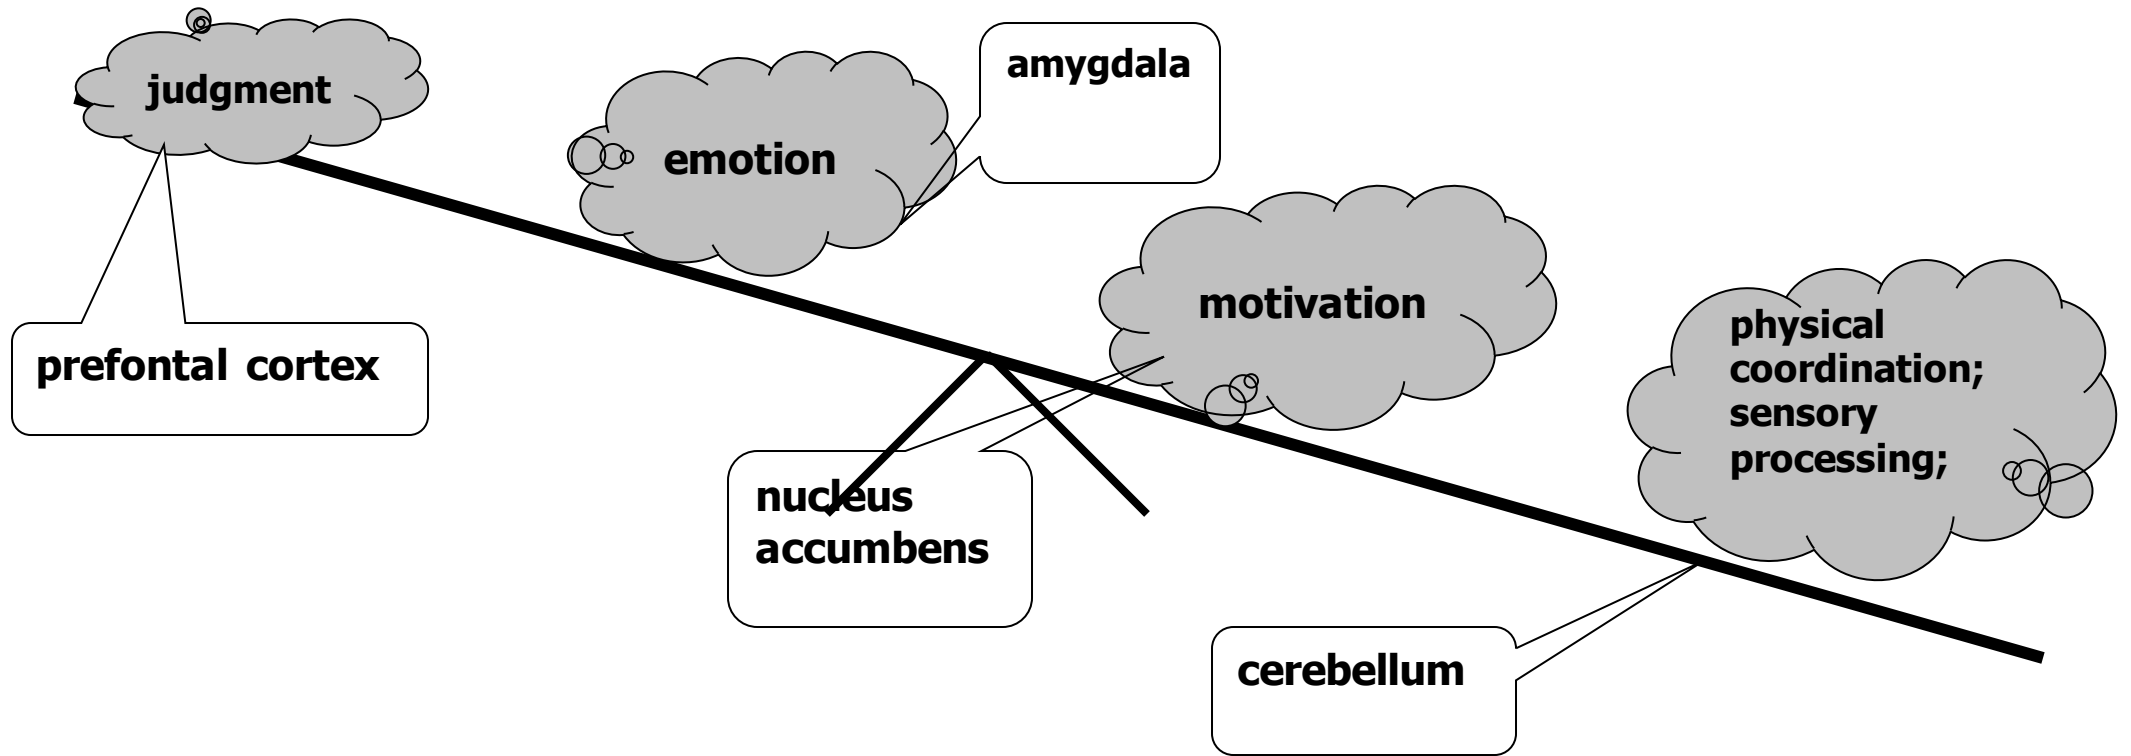 judgment
prefontal cortex
emotion
amygdala
motivation
nucleus
accumbens
physical
coordination;
sensory
processing;
cerebellum